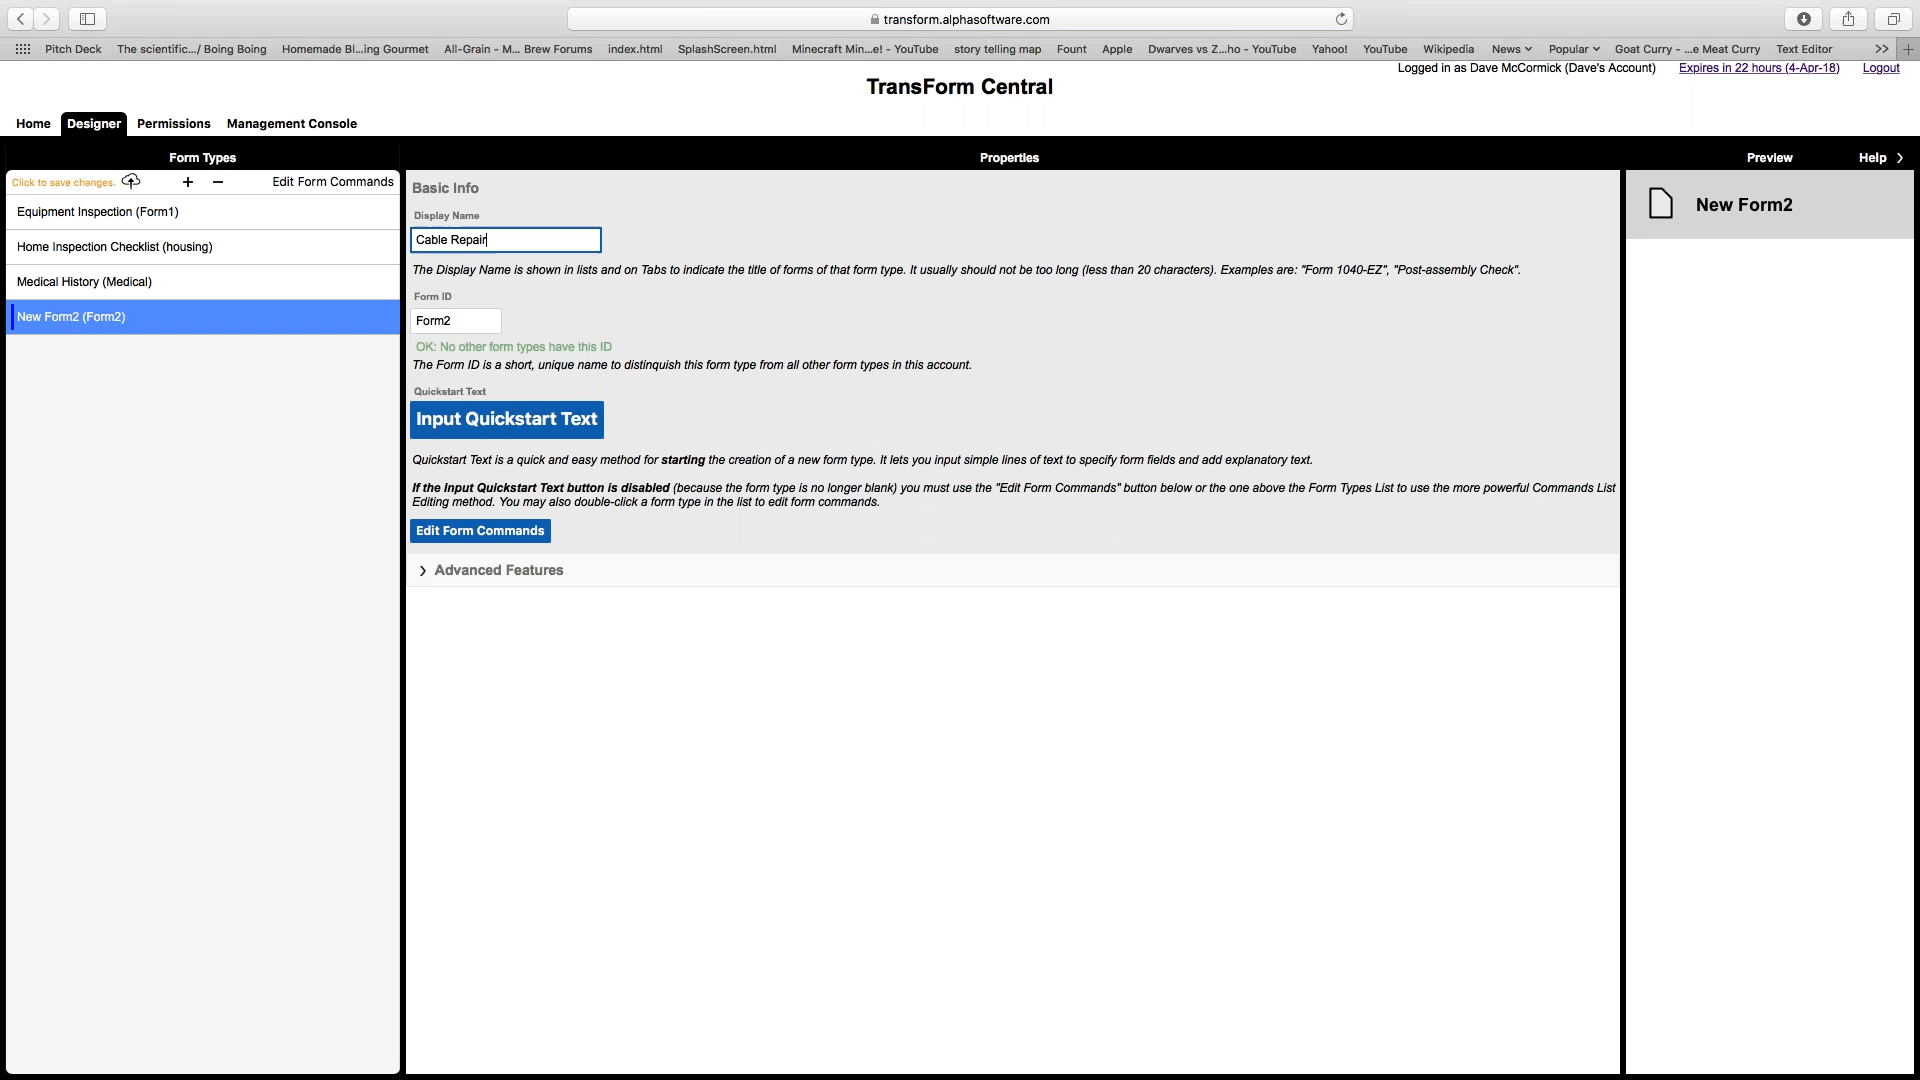 transform.alphasoftware.com
Pitch Deck The scientific.../ Boing Boing Homemade Bl...ing Gourmet All-Grain - M... Brew Forums index.html SplashScreen.html Minecraft Min...e! - YouTube story telling map Fount Apple Dwarves vs Z...ho - YouTube Yahoo! YouTube Wikipedia News Popular Goat Curry - ...e Meat Curry Text Editor
Logged in as Dave McCormick (Dave's Account) Expires in 22 hours (4-Apr-18) Logout
TransForm Central
Home Designer Permissions Management Console
Form Types Properties Preview Help
Click to save changes. + − Edit Form Commands
Equipment Inspection (Form1)
Home Inspection Checklist (housing)
Medical History (Medical)
New Form2 (Form2)
Basic Info
Display Name
Cable Repair
The Display Name is shown in lists and on Tabs to indicate the title of forms of that form type. It usually should not be too long (less than 20 characters). Examples are: "Form 1040-EZ", "Post-assembly Check".
Form ID
Form2
OK: No other form types have this ID
The Form ID is a short, unique name to distinquish this form type from all other form types in this account.
Quickstart Text
Input Quickstart Text
Quickstart Text is a quick and easy method for starting the creation of a new form type. It lets you input simple lines of text to specify form fields and add explanatory text.
If the Input Quickstart Text button is disabled (because the form type is no longer blank) you must use the "Edit Form Commands" button below or the one above the Form Types List to use the more powerful Commands List
Editing method. You may also double-click a form type in the list to edit form commands.
Edit Form Commands
Advanced Features
New Form2